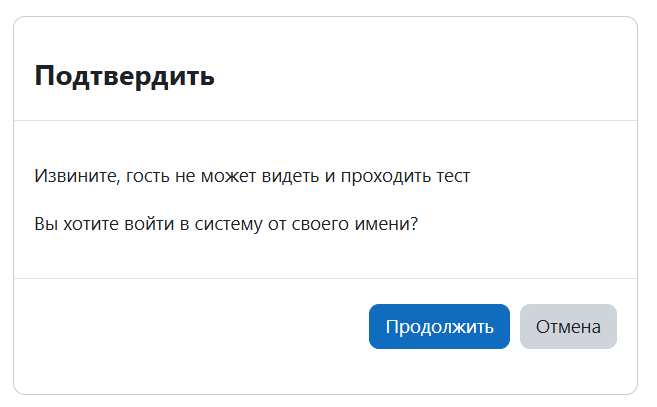 Подтвердить
Извините, гость не может видеть и проходить тест
Вы хотите войти в систему от своего имени?
Продолжить
Отмена